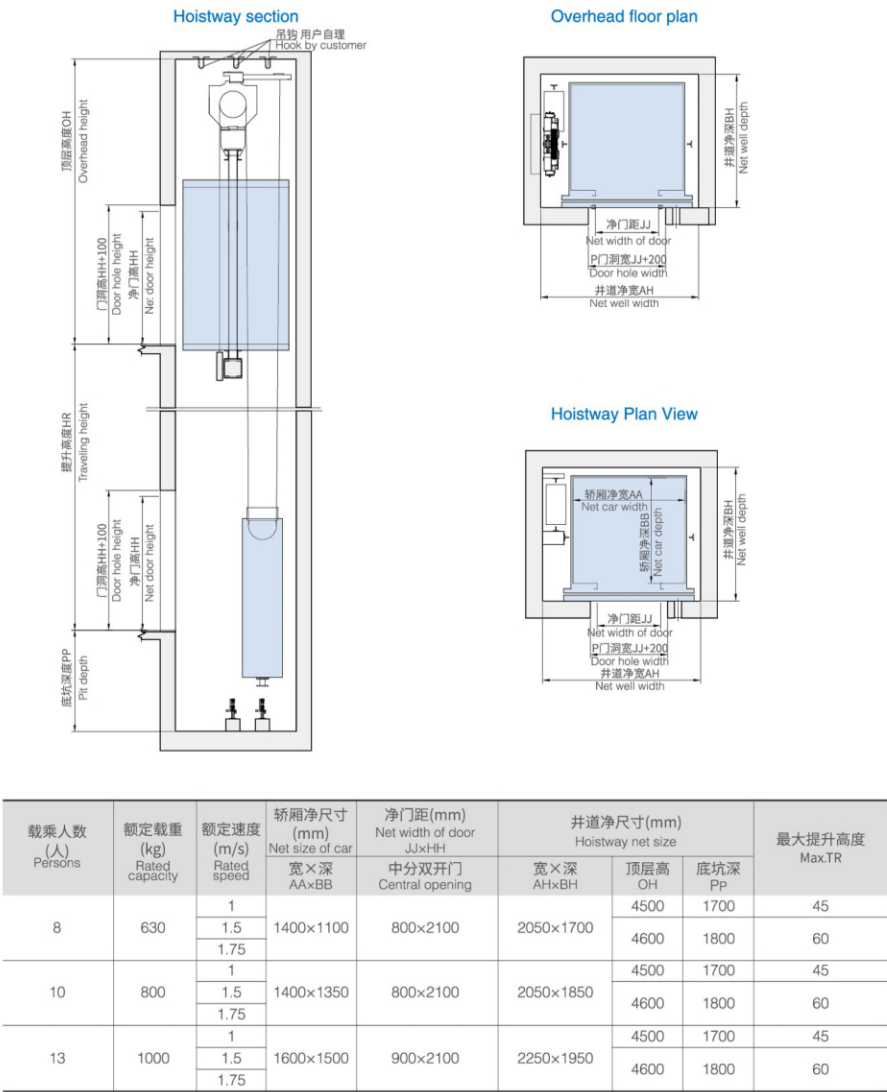 Hoistway section
Overhead floor plan
吊钩 用户自理
Hook by customer
顶层高度OH
Overhead height
门洞高HH+100
Door hole height
净门高HH
Ne: door height
提升高度HR
Traveling height
门洞高HH+100
Door hole height
净门高HH
Net door height
底坑深度PP
Pit depth
井道净深BH
Net well depth
净门距JJ
Net width of door
P门洞宽JJ+200
Door hole width
井道净宽AH
Net well width
Hoistway Plan View
轿厢净宽AA
Net car width
轿厢净深BB
Net car depth
井道净深BH
Net well depth
净门距JJ
Net width of door
P门洞宽JJ+200
Door hole width
井道净宽AH
Net well width
载乘人数
(人)
Persons
额定载重
(kg)
Rated
capacity
额定速度
(m/s)
Rated
speed
轿厢净尺寸
(mm)
Net size of car
宽×深
AA×BB
净门距(mm)
Net width of door
JJ×HH
中分双开门
Central opening
井道净尺寸(mm)
Hoistway net size
宽×深
AH×BH
顶层高
OH
底坑深
PP
最大提升高度
Max.TR
8 630 1 1400×1100 800×2100 2050×1700 4500 1700 45
1.5 4600 1800 60
1.75
10 800 1 1400×1350 800×2100 2050×1850 4500 1700 45
1.5 4600 1800 60
1.75
13 1000 1 1600×1500 900×2100 2250×1950 4500 1700 45
1.5 4600 1800 60
1.75